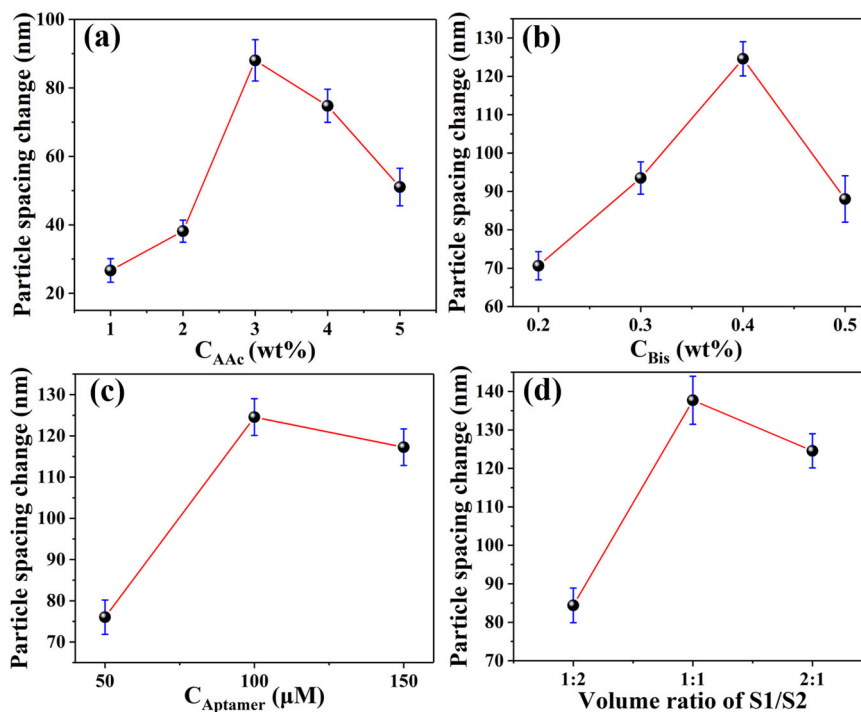 (a)
Particle spacing change (nm)
100
80
60
40
20
1 2 3 4 5
C_AAc (wt%)
(b)
Particle spacing change (nm)
130
120
110
100
90
80
70
60
0.2 0.3 0.4 0.5
C_Bis (wt%)
(c)
Particle spacing change (nm)
130
120
110
100
90
80
70
50 100 150
C_Aptamer (μM)
(d)
Particle spacing change (nm)
140
130
120
110
100
90
80
70
1:2 1:1 2:1
Volume ratio of S1/S2